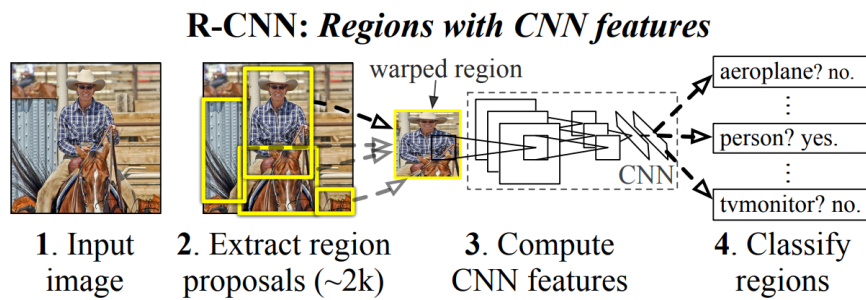 R-CNN: Regions with CNN features
warped region
aeroplane? no.
⋮
person? yes.
⋮
tvmonitor? no.
CNN
1. Input
image
2. Extract region
proposals (~2k)
3. Compute
CNN features
4. Classify
regions